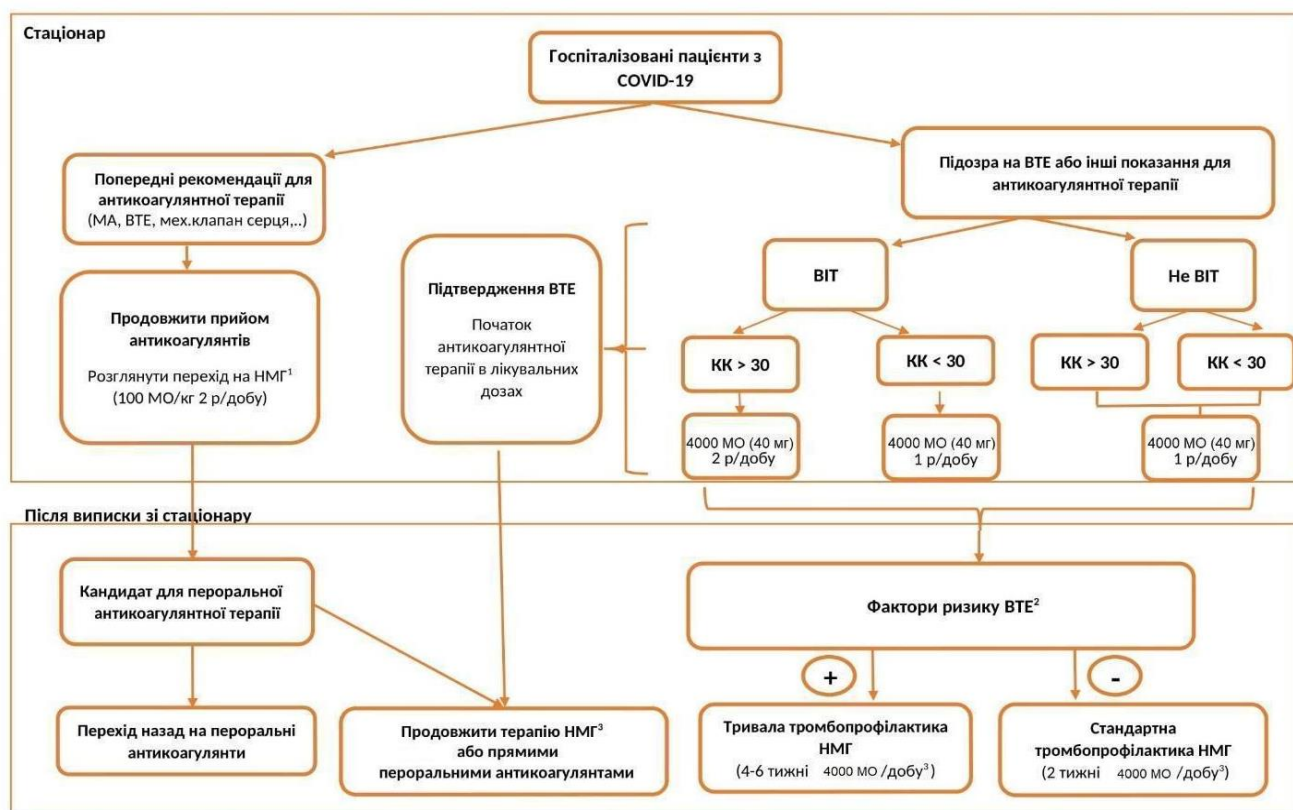 Стаціонар
Госпіталізовані пацієнти з
COVID-19
Попередні рекомендації для
антикоагулянтної терапії
(МА, ВТЕ, мех.клапан серця,..)
Підозра на ВТЕ або інші показання для
антикоагулянтної терапії
Продовжити прийом
антикоагулянтів
Розглянути перехід на НМГ¹
(100 МО/кг 2 р/добу)
Підтвердження ВТЕ
Початок
антикоагулянтної
терапії в лікувальних
дозах
ВІТ
Не ВІТ
КК > 30
КК < 30
КК > 30
КК < 30
4000 МО (40 мг)
2 р/добу
4000 МО (40 мг)
1 р/добу
4000 МО (40 мг)
1 р/добу
Після виписки зі стаціонару
Кандидат для пероральної
антикоагулянтної терапії
Фактори ризику ВТЕ²
+
-
Перехід назад на пероральні
антикоагулянти
Продовжити терапію НМГ³
або прямими
пероральними антикоагулянтами
Тривала тромбопрофілактика
НМГ
(4-6 тижні 4000 МО /добу³)
Стандартна
тромбопрофілактика НМГ
(2 тижні 4000 МО /добу³)